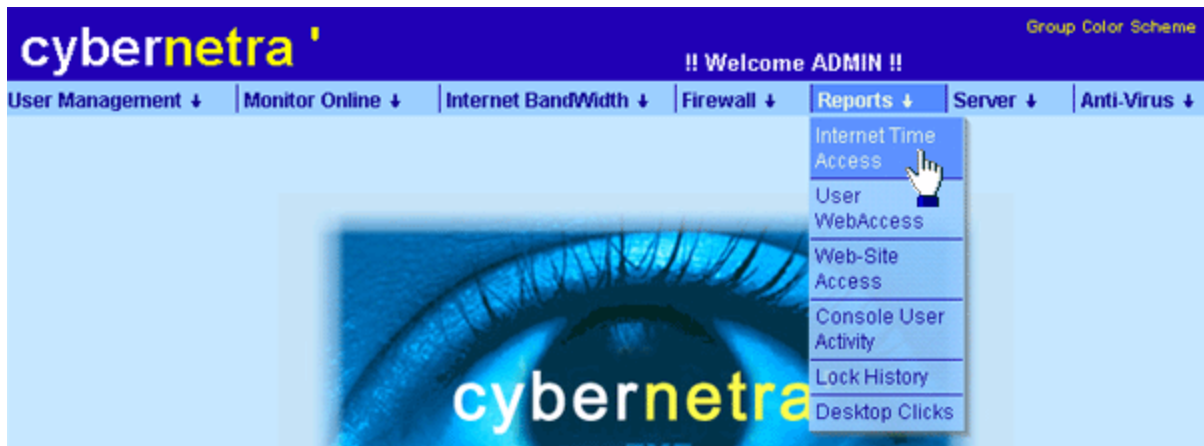 cybernetra '
Group Color Scheme
!! Welcome ADMIN !!
User Management ↓ Monitor Online ↓ Internet BandWidth ↓ Firewall ↓ Reports ↓ Server ↓ Anti-Virus ↓
Internet Time
Access
User
WebAccess
Web-Site
Access
Console User
Activity
Lock History
Desktop Clicks
cybernetra